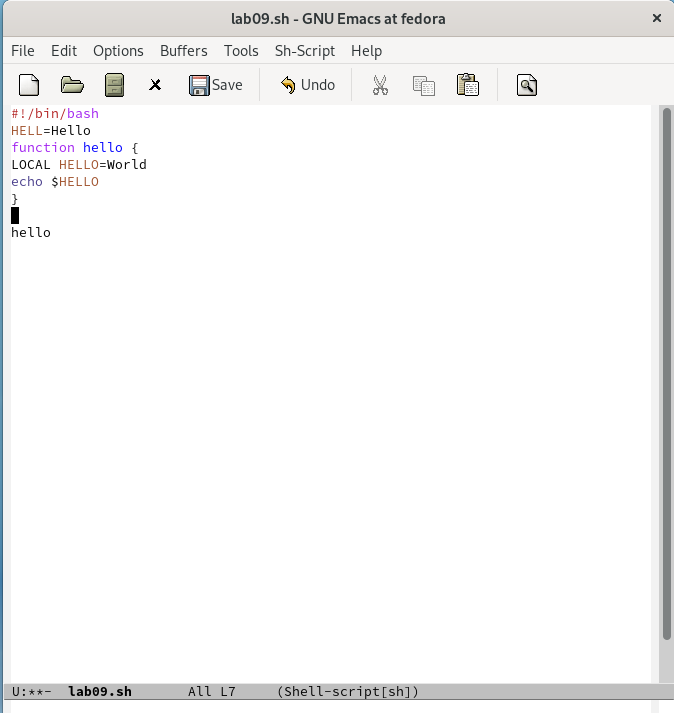 lab09.sh - GNU Emacs at fedora
File Edit Options Buffers Tools Sh-Script Help
Save Undo
#!/bin/bash
HELL=Hello
function hello {
LOCAL HELLO=World
echo $HELLO
}
hello
U:**- lab09.sh All L7 (Shell-script[sh])